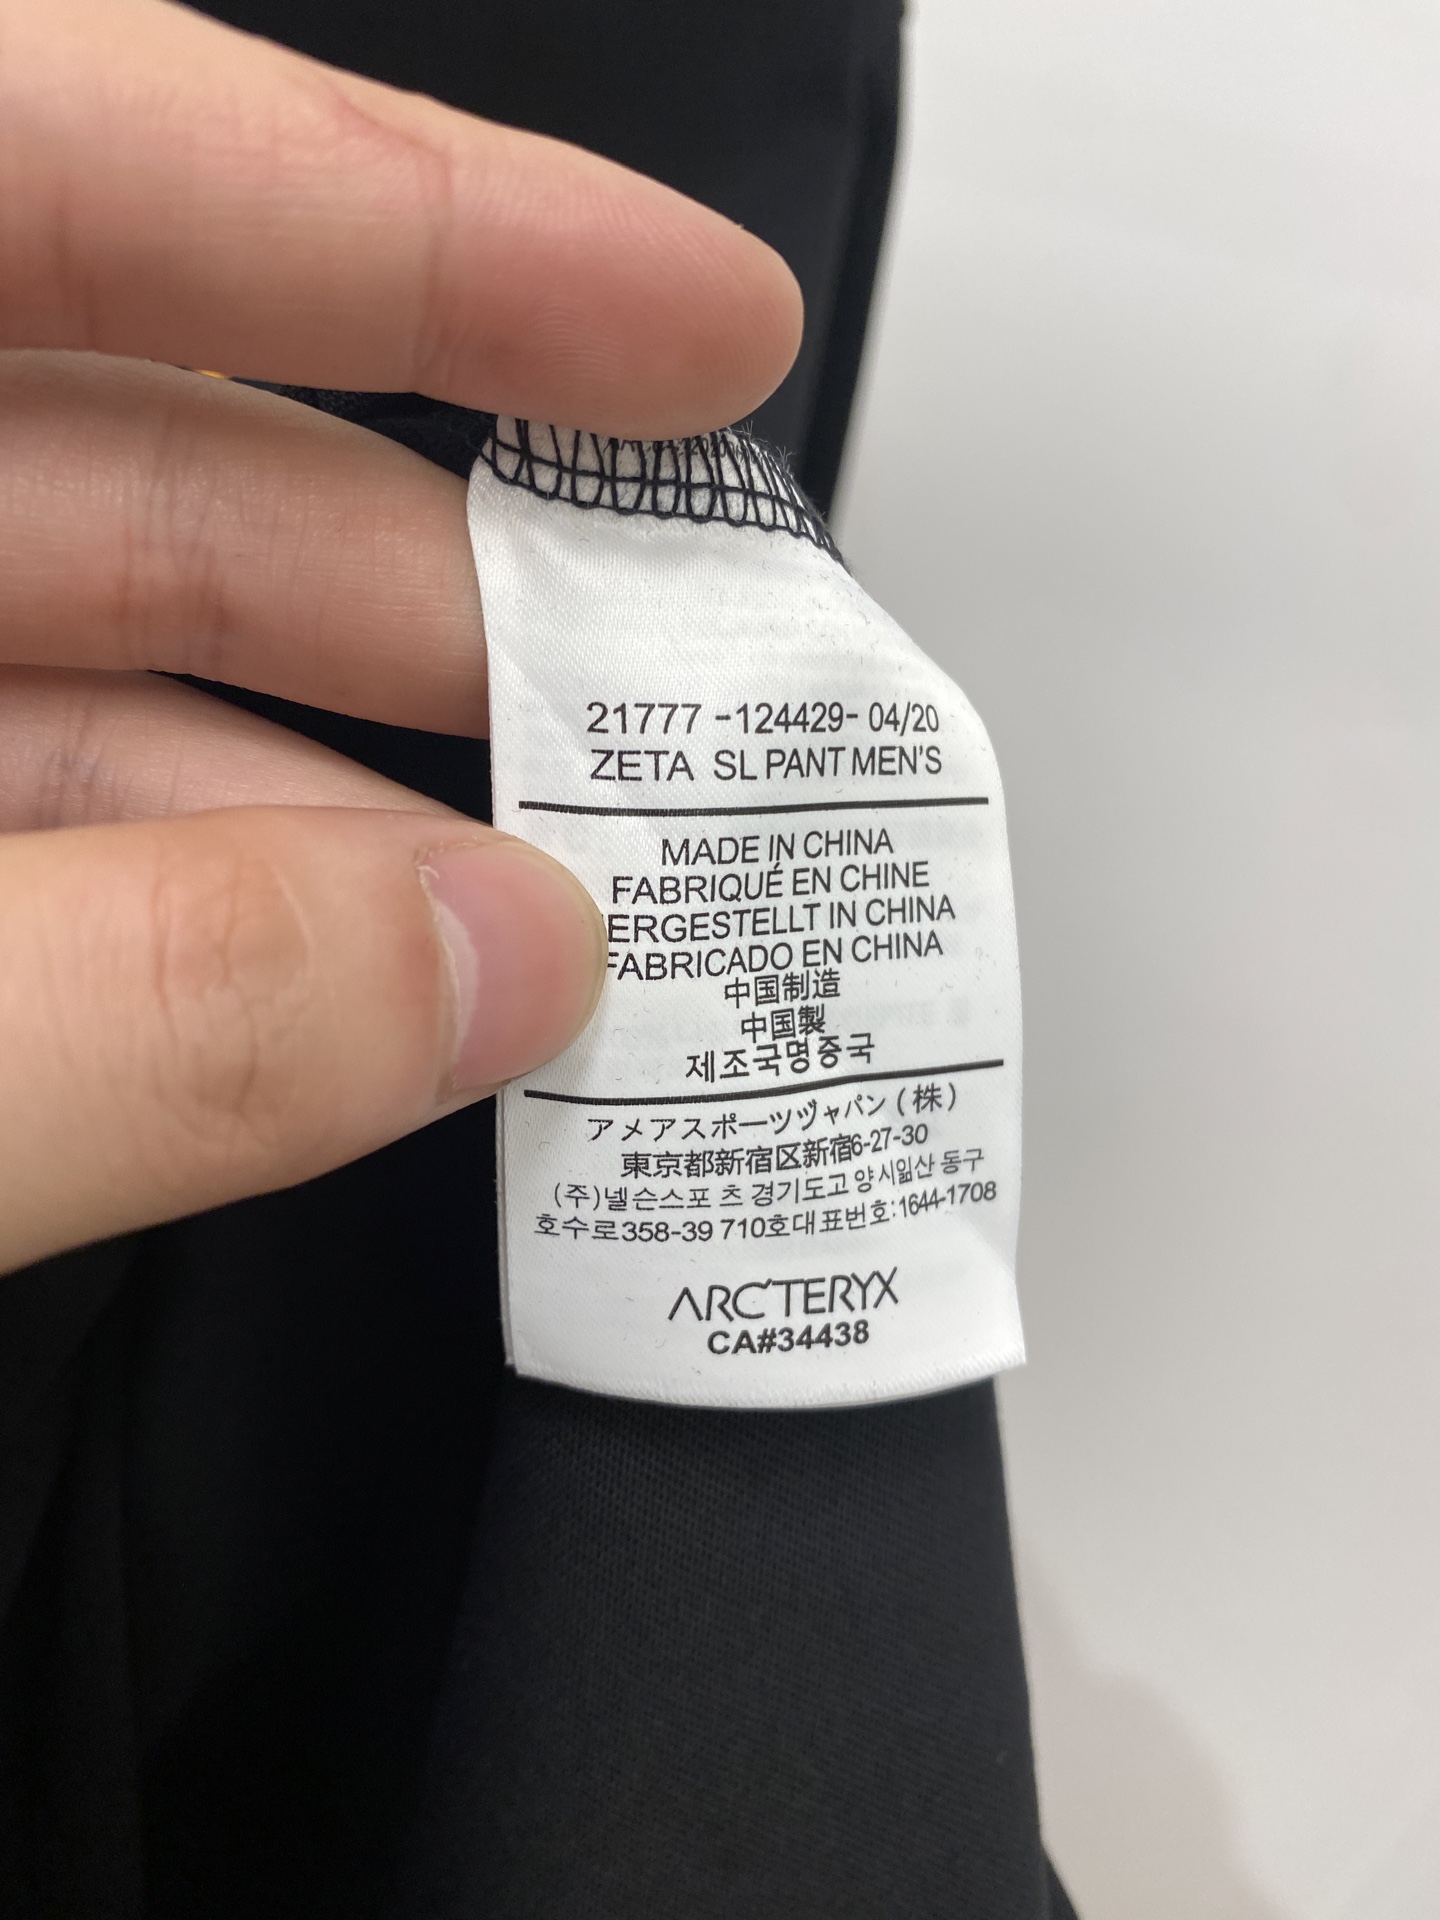 21777 -124429- 04/20
ZETA SL PANT MEN'S
MADE IN CHINA
FABRIQUÉ EN CHINE
ERGESTELLT IN CHINA
FABRICADO EN CHINA
中国制造
中国製
제조국명중국
アメアスポーツヅャパン (株)
東京都新宿区新宿6-27-30
(주)넬슨스포 츠 경기도고양시일산 동구
호수로358-39 710호대표번호:1644-1708
ARC'TERYX
CA#34438